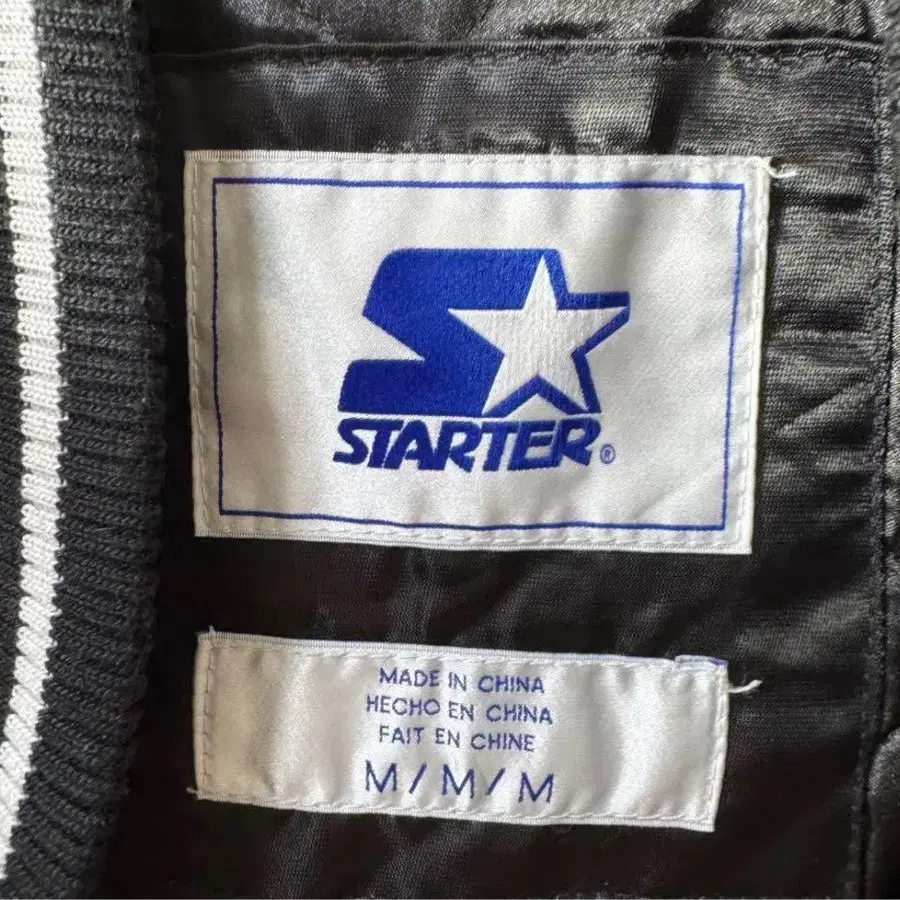 STARTER®
MADE IN CHINA
HECHO EN CHINA
FAIT EN CHINE
M/M/M